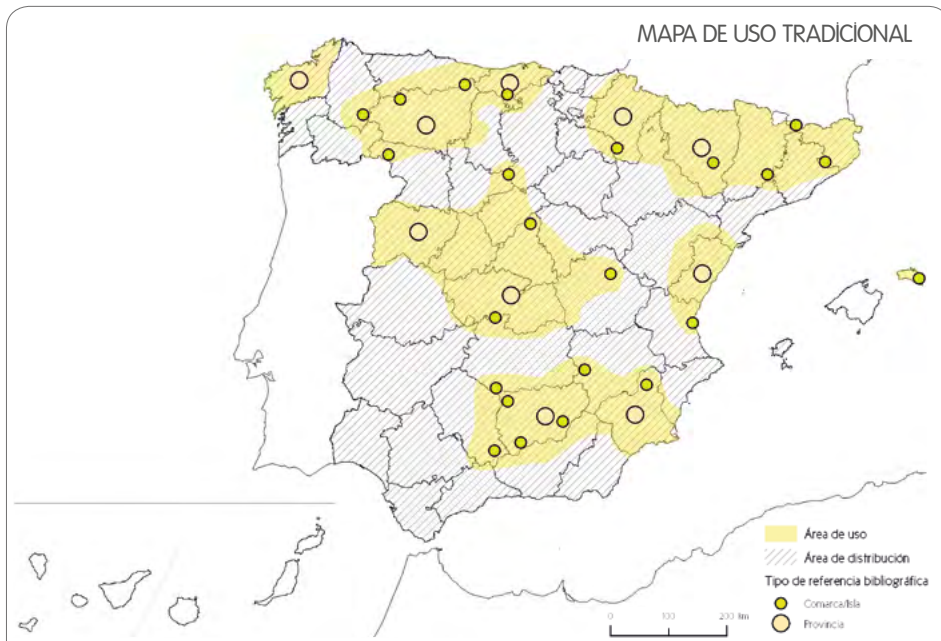 MAPA DE USO TRADICIONAL
Área de uso
Área de distribución
Tipo de referencia bibliográfica
Comarca/Isla
Provincia
0 100 200 km